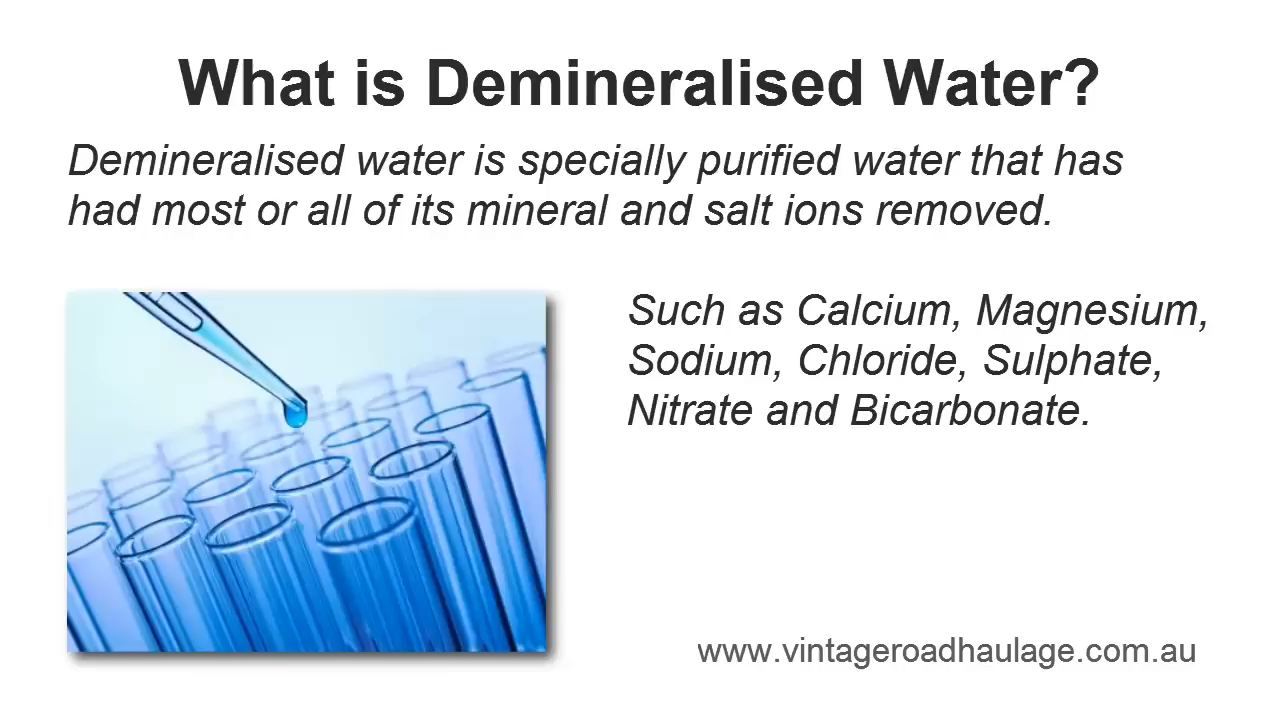 What is Demineralised Water?
Demineralised water is specially purified water that has
had most or all of its mineral and salt ions removed.
Such as Calcium, Magnesium,
Sodium, Chloride, Sulphate,
Nitrate and Bicarbonate.
www.vintageroadhaulage.com.au